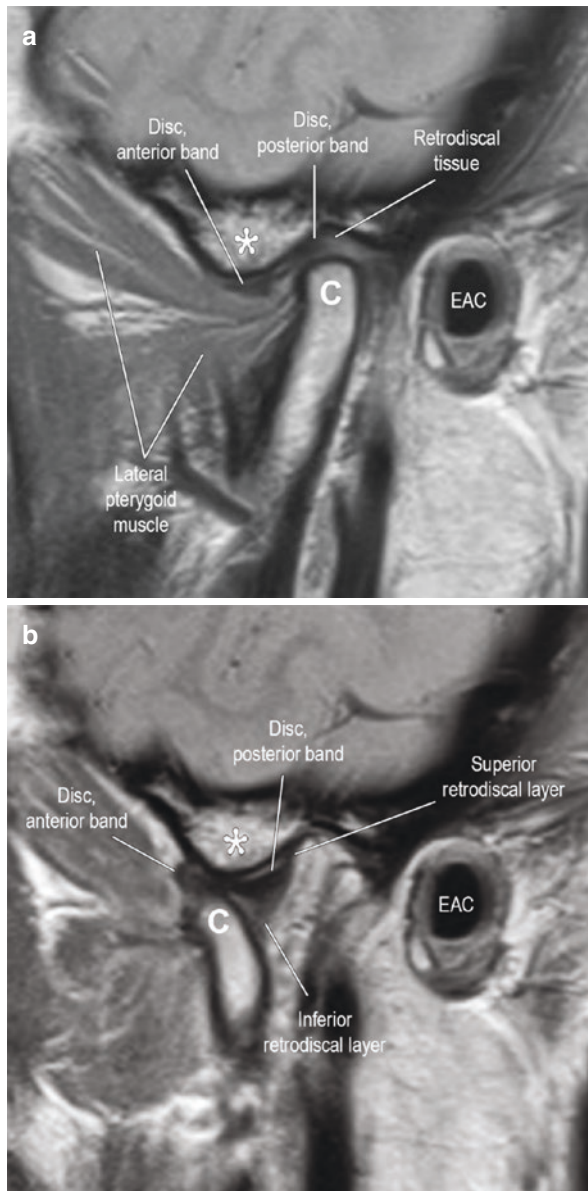 a
Disc,
anterior band
Disc,
posterior band
Retrodiscal
tissue
*
C
EAC
Lateral
pterygoid
muscle
b
Disc,
posterior band
Superior
retrodiscal layer
Disc,
anterior band
*
C
EAC
Inferior
retrodiscal layer